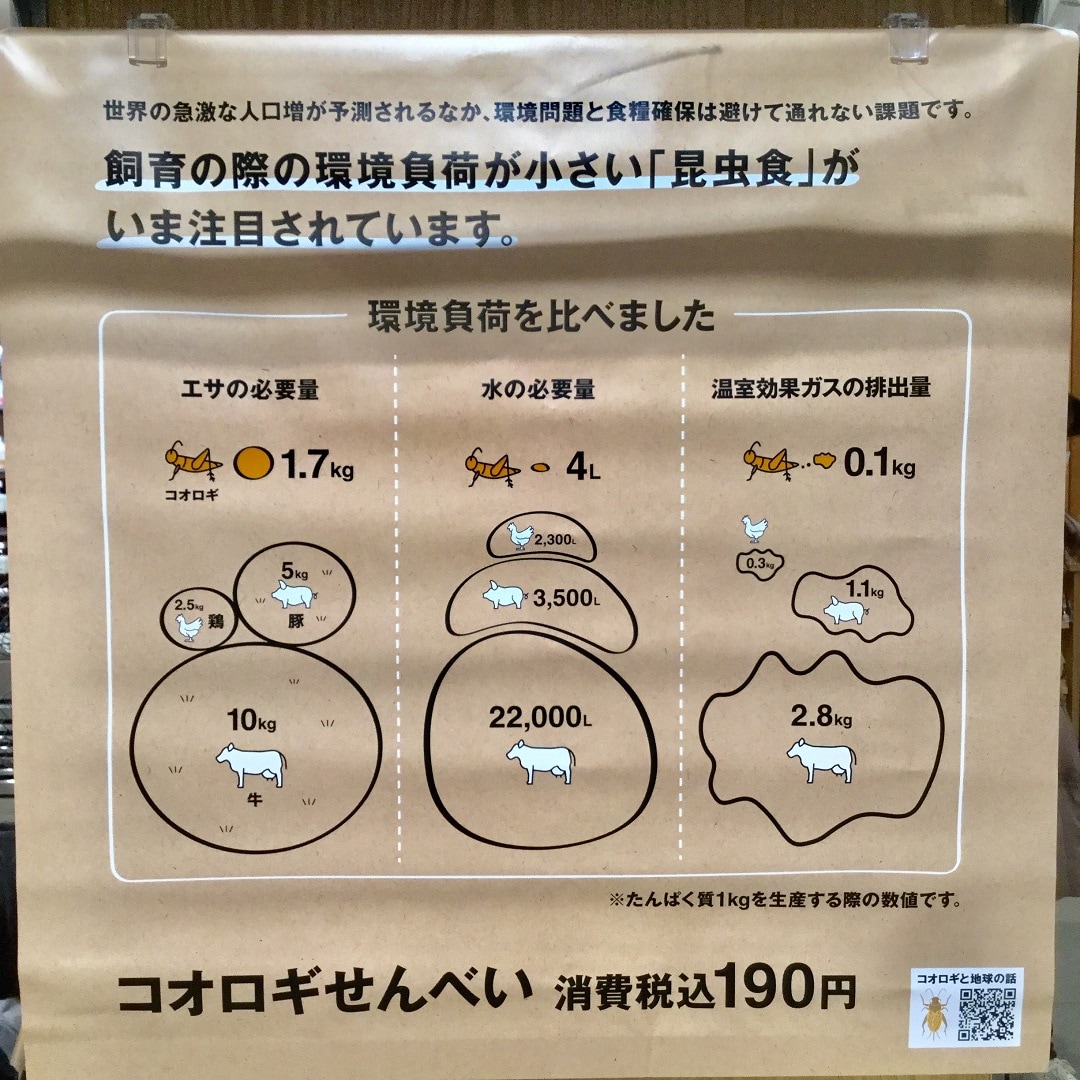 世界の急激な人口増が予測されるなか、環境問題と食糧確保は避けて通れない課題です。
飼育の際の環境負荷が小さい「昆虫食」が
いま注目されています。
環境負荷を比べました
エサの必要量
コオロギ
1.7kg
2.5kg
鶏
5kg
豚
10kg
牛
水の必要量
4L
2,300L
3,500L
22,000L
温室効果ガスの排出量
0.1kg
0.3kg
1.1kg
2.8kg
※たんぱく質1kgを生産する際の数値です。
コオロギせんべい 消費税込190円
コオロギと地球の話